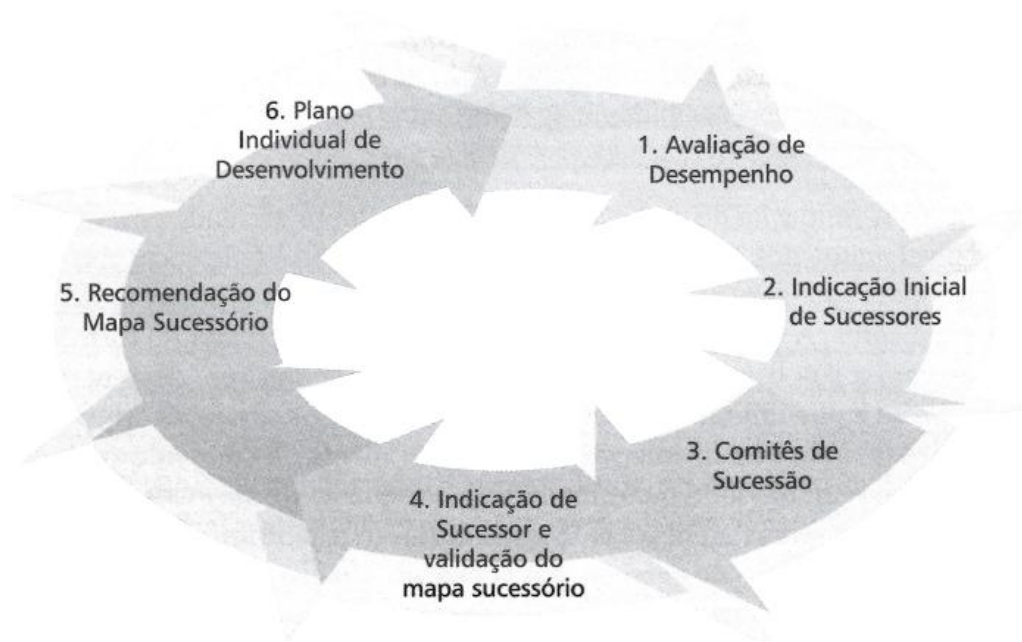 1. Avaliação de
Desempenho
2. Indicação Inicial
de Sucessores
3. Comitês de
Sucessão
4. Indicação de
Sucessor e
validação do
mapa sucessório
5. Recomendação do
Mapa Sucessório
6. Plano
Individual de
Desenvolvimento